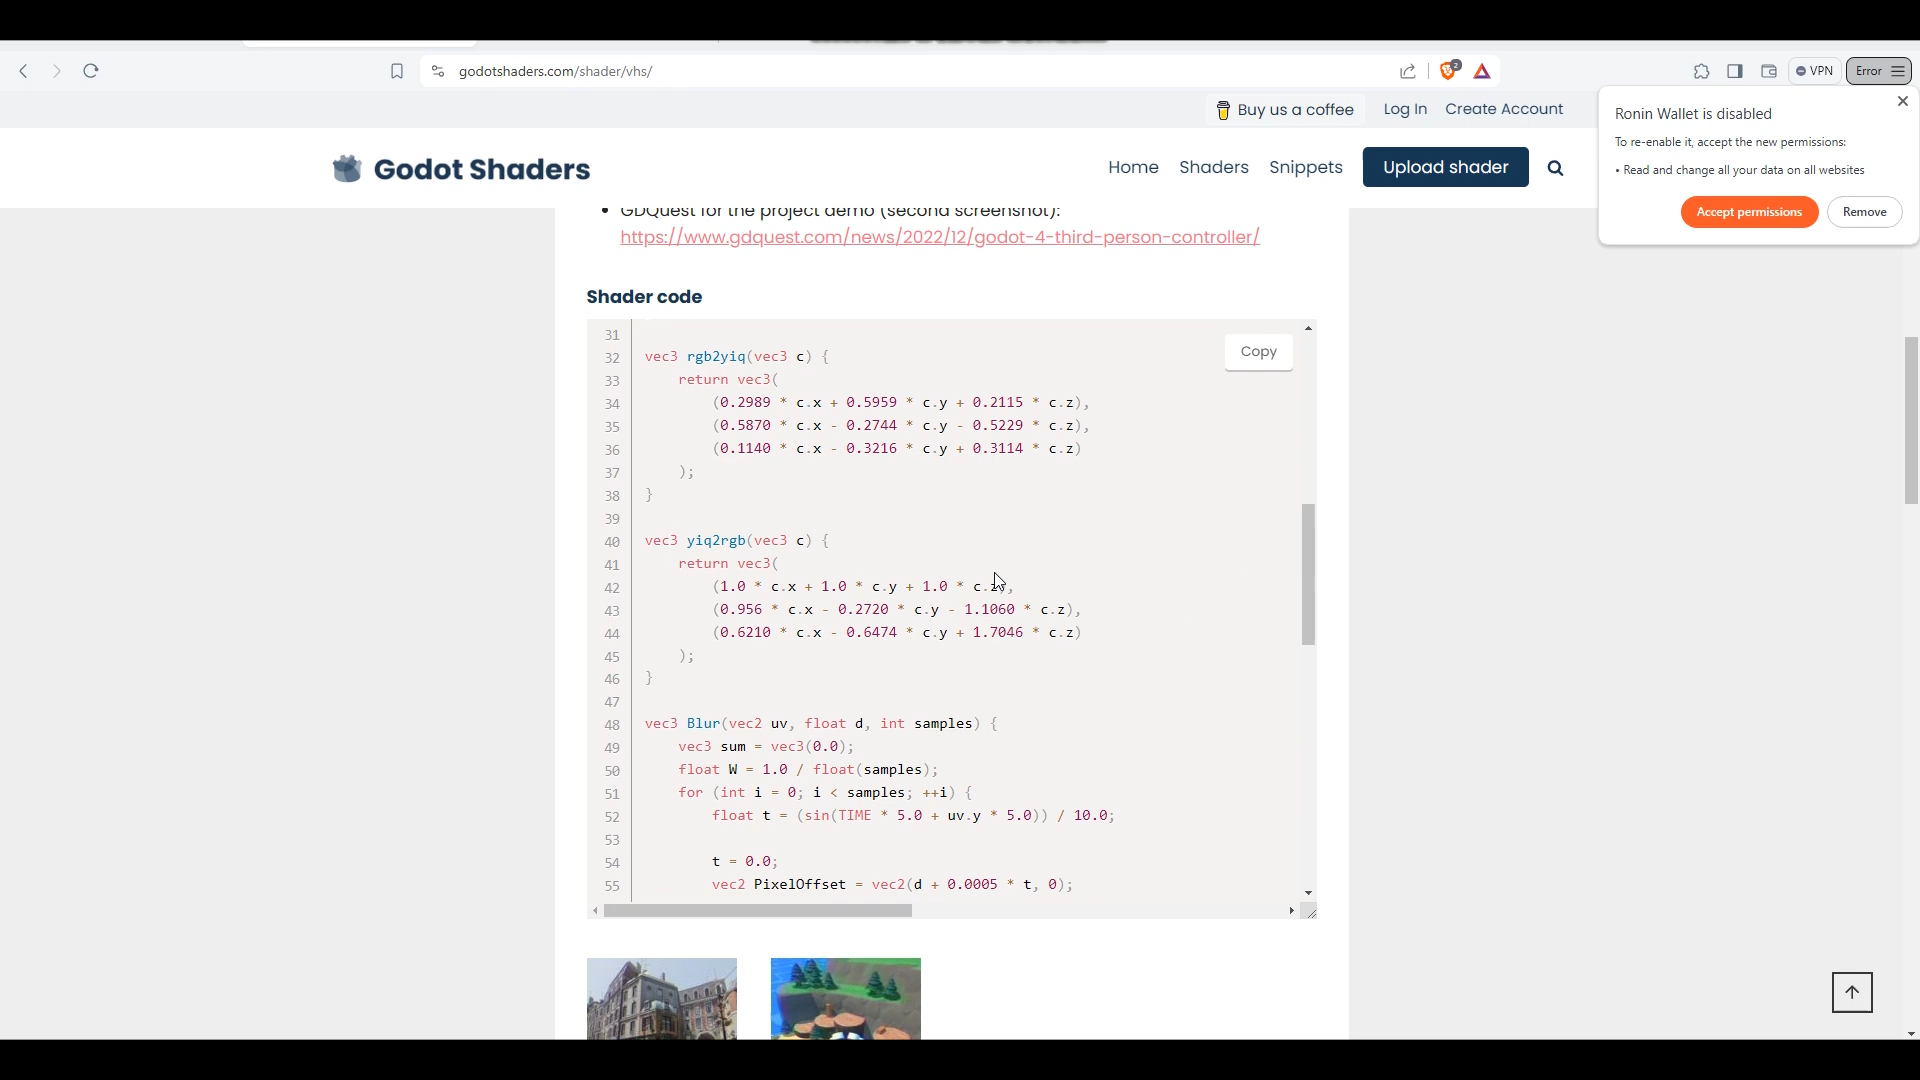 godotshaders.com/shader/vhs/
2
VPN
Error
Buy us a coffee
Log In
Create Account
Ronin Wallet is disabled
To re-enable it, accept the new permissions:
• Read and change all your data on all websites
Accept permissions
Remove
Godot Shaders
Home
Shaders
Snippets
Upload shader
• GDQuest for the project demo (second screenshot):
https://www.gdquest.com/news/2022/12/godot-4-third-person-controller/
Shader code
Copy
31
32 vec3 rgb2yiq(vec3 c) {
33 return vec3(
34 (0.2989 * c.x + 0.5959 * c.y + 0.2115 * c.z),
35 (0.5870 * c.x - 0.2744 * c.y - 0.5229 * c.z),
36 (0.1140 * c.x - 0.3216 * c.y + 0.3114 * c.z)
37 );
38 }
39
40 vec3 yiq2rgb(vec3 c) {
41 return vec3(
42 (1.0 * c.x + 1.0 * c.y + 1.0 * c.z),
43 (0.956 * c.x - 0.2720 * c.y - 1.1060 * c.z),
44 (0.6210 * c.x - 0.6474 * c.y + 1.7046 * c.z)
45 );
46 }
47
48 vec3 Blur(vec2 uv, float d, int samples) {
49 vec3 sum = vec3(0.0);
50 float W = 1.0 / float(samples);
51 for (int i = 0; i < samples; ++i) {
52 float t = (sin(TIME * 5.0 + uv.y * 5.0)) / 10.0;
53
54 t = 0.0;
55 vec2 PixelOffset = vec2(d + 0.0005 * t, 0);